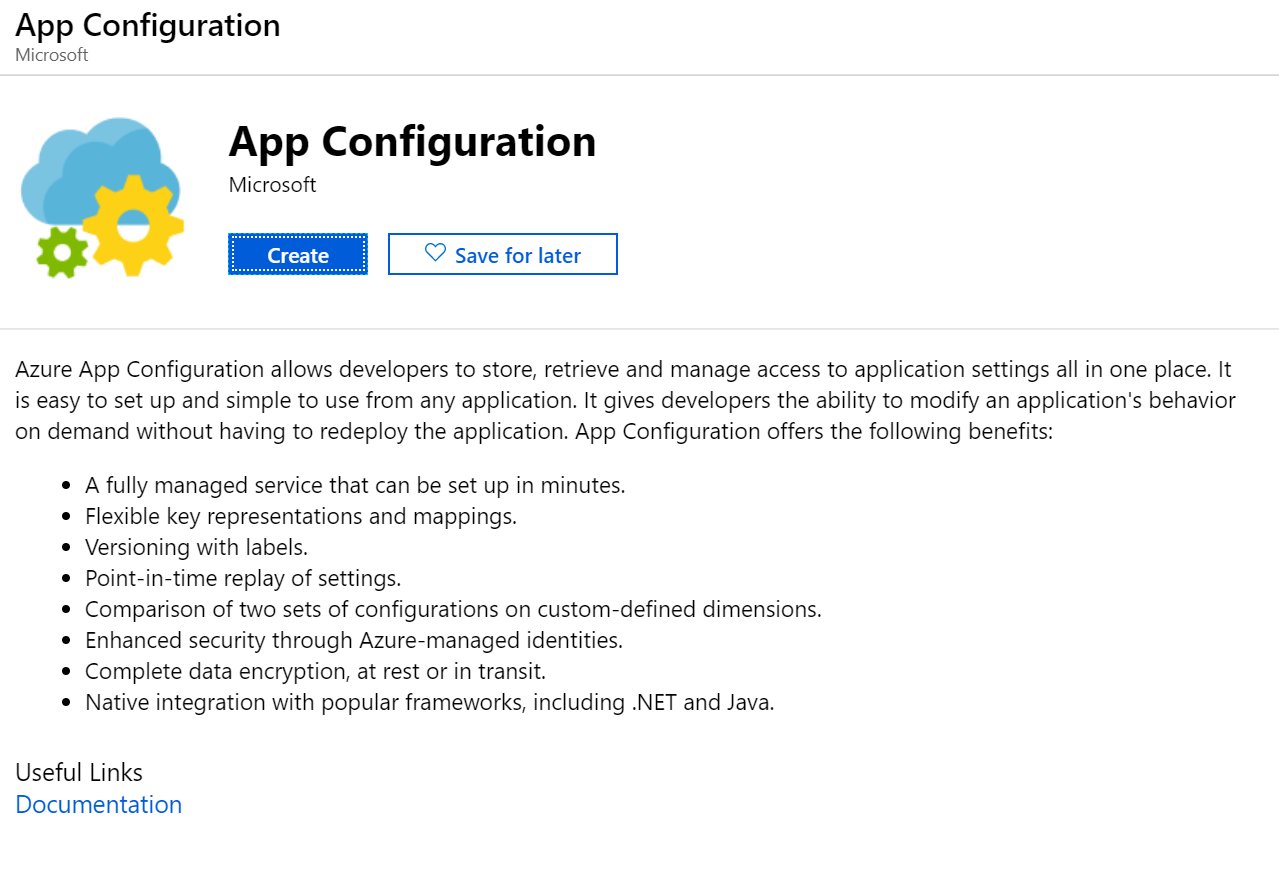 App Configuration
Microsoft
App Configuration
Microsoft
Create
Save for later
Azure App Configuration allows developers to store, retrieve and manage access to application settings all in one place. It
is easy to set up and simple to use from any application. It gives developers the ability to modify an application's behavior
on demand without having to redeploy the application. App Configuration offers the following benefits:
• A fully managed service that can be set up in minutes.
• Flexible key representations and mappings.
• Versioning with labels.
• Point-in-time replay of settings.
• Comparison of two sets of configurations on custom-defined dimensions.
• Enhanced security through Azure-managed identities.
• Complete data encryption, at rest or in transit.
• Native integration with popular frameworks, including .NET and Java.
Useful Links
Documentation